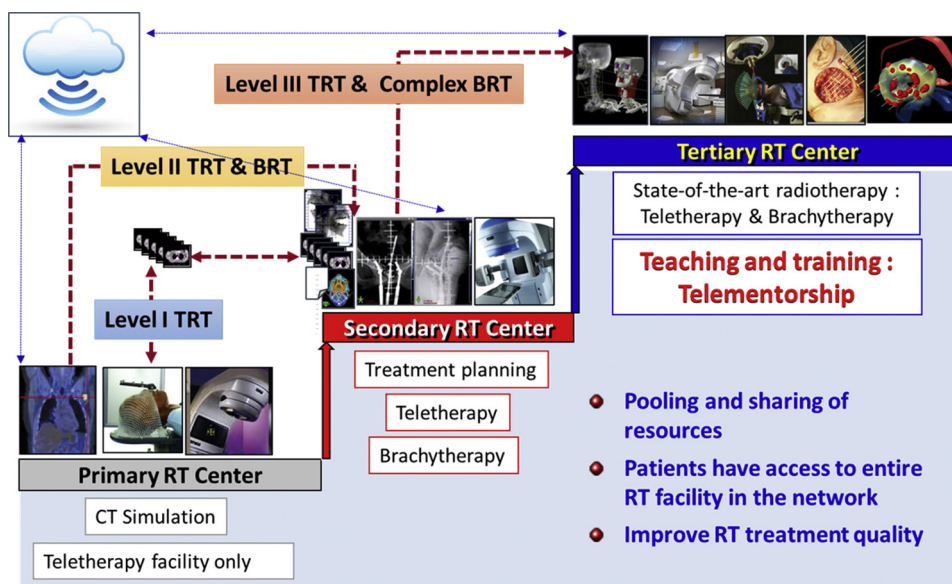 Level III TRT & Complex BRT
Level II TRT & BRT
Level I TRT
Tertiary RT Center
State-of-the-art radiotherapy :
Teletherapy & Brachytherapy
Teaching and training :
Telementorship
Secondary RT Center
Treatment planning
Teletherapy
Brachytherapy
Primary RT Center
CT Simulation
Teletherapy facility only
Pooling and sharing of
resources
Patients have access to entire
RT facility in the network
Improve RT treatment quality